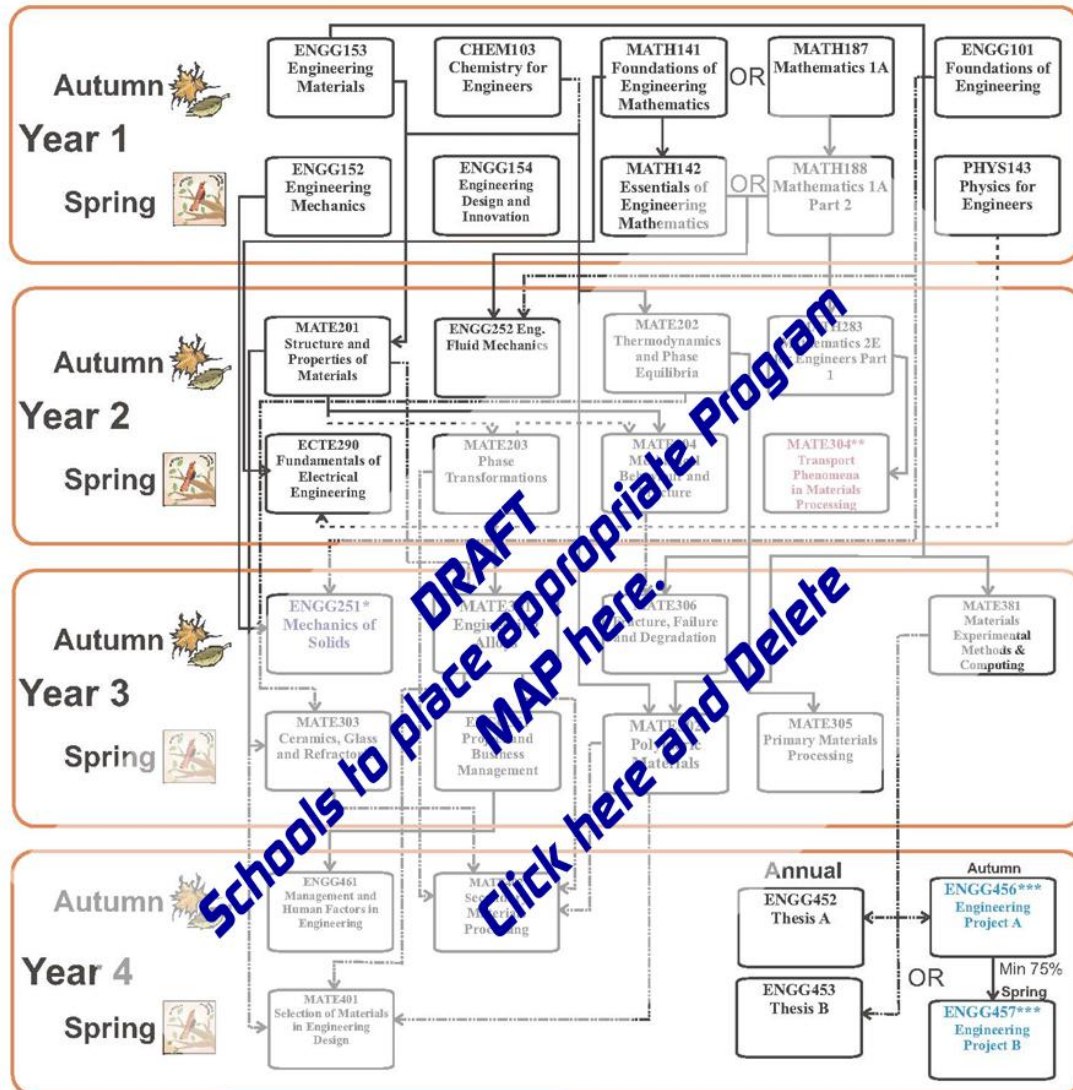 ENGG153
Engineering
Materials
CHEM103
Chemistry for
Engineers
MATH141
Foundations of
Engineering
Mathematics
OR
MATH187
Mathematics 1A
ENGG101
Foundations of
Engineering
Autumn
Year 1
Spring
ENGG152
Engineering
Mechanics
ENGG154
Engineering
Design and
Innovation
MATH142
Essentials of
Engineering
Mathematics
OR
MATH188
Mathematics 1A
Part 2
PHYS143
Physics for
Engineers
Autumn
Year 2
Spring
MATE201
Structure and
Properties of
Materials
ENGG252 Eng.
Fluid Mechanics
MATE202
Thermodynamics
and Phase
Equilibria
Mathematics 2E
Engineers Part
1
ECTE290
Fundamentals of
Electrical
Engineering
MATE203
Phase
Transformations
and
MATE304**
Transport
Phenomena
in Materials
Processing
Autumn
Year 3
Spring
ENGG251*
Mechanics of
Solids
MATE306
Failure
and Degradation
MATE381
Materials
Experimental
Methods &
Computing
MATE303
Ceramics, Glass
and
Business
Management
Materials
MATE305
Primary Materials
Processing
Autumn
Year 4
Spring
ENGG461
Management and
Human Factors in
Engineering
Processing
MATE401
Selection of Materials
in Engineering
Design
Annual
ENGG452
Thesis A
ENGG453
Thesis B
OR
Autumn
ENGG456***
Engineering
Project A
Min 75%
Spring
ENGG457***
Engineering
Project B
DRAFT
Schools to place appropriate Program
MAP here.
Click here and Delete